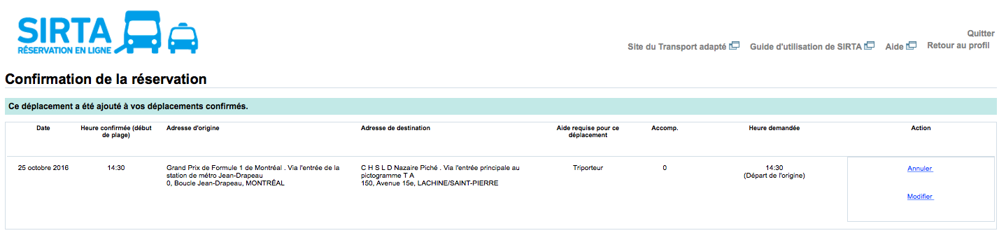 SIRTA
RÉSERVATION EN LIGNE
Quitter
Site du Transport adapté Guide d'utilisation de SIRTA Aide Retour au profil
Confirmation de la réservation
Ce déplacement a été ajouté à vos déplacements confirmés.
Date Heure confirmée (début Adresse d'origine Adresse de destination Aide requise pour ce Accomp. Heure demandée Action
de plage) déplacement
25 octobre 2016 14:30 Grand Prix de Formule 1 de Montréal . Via l'entrée de la C H S L D Nazaire Piché . Via l'entrée principale au Triporteur 0 14:30 Annuler
station de métro Jean-Drapeau pictogramme T A (Départ de l'origine)
0, Boucle Jean-Drapeau, MONTRÉAL 150, Avenue 15e, LACHINE/SAINT-PIERRE
Modifier